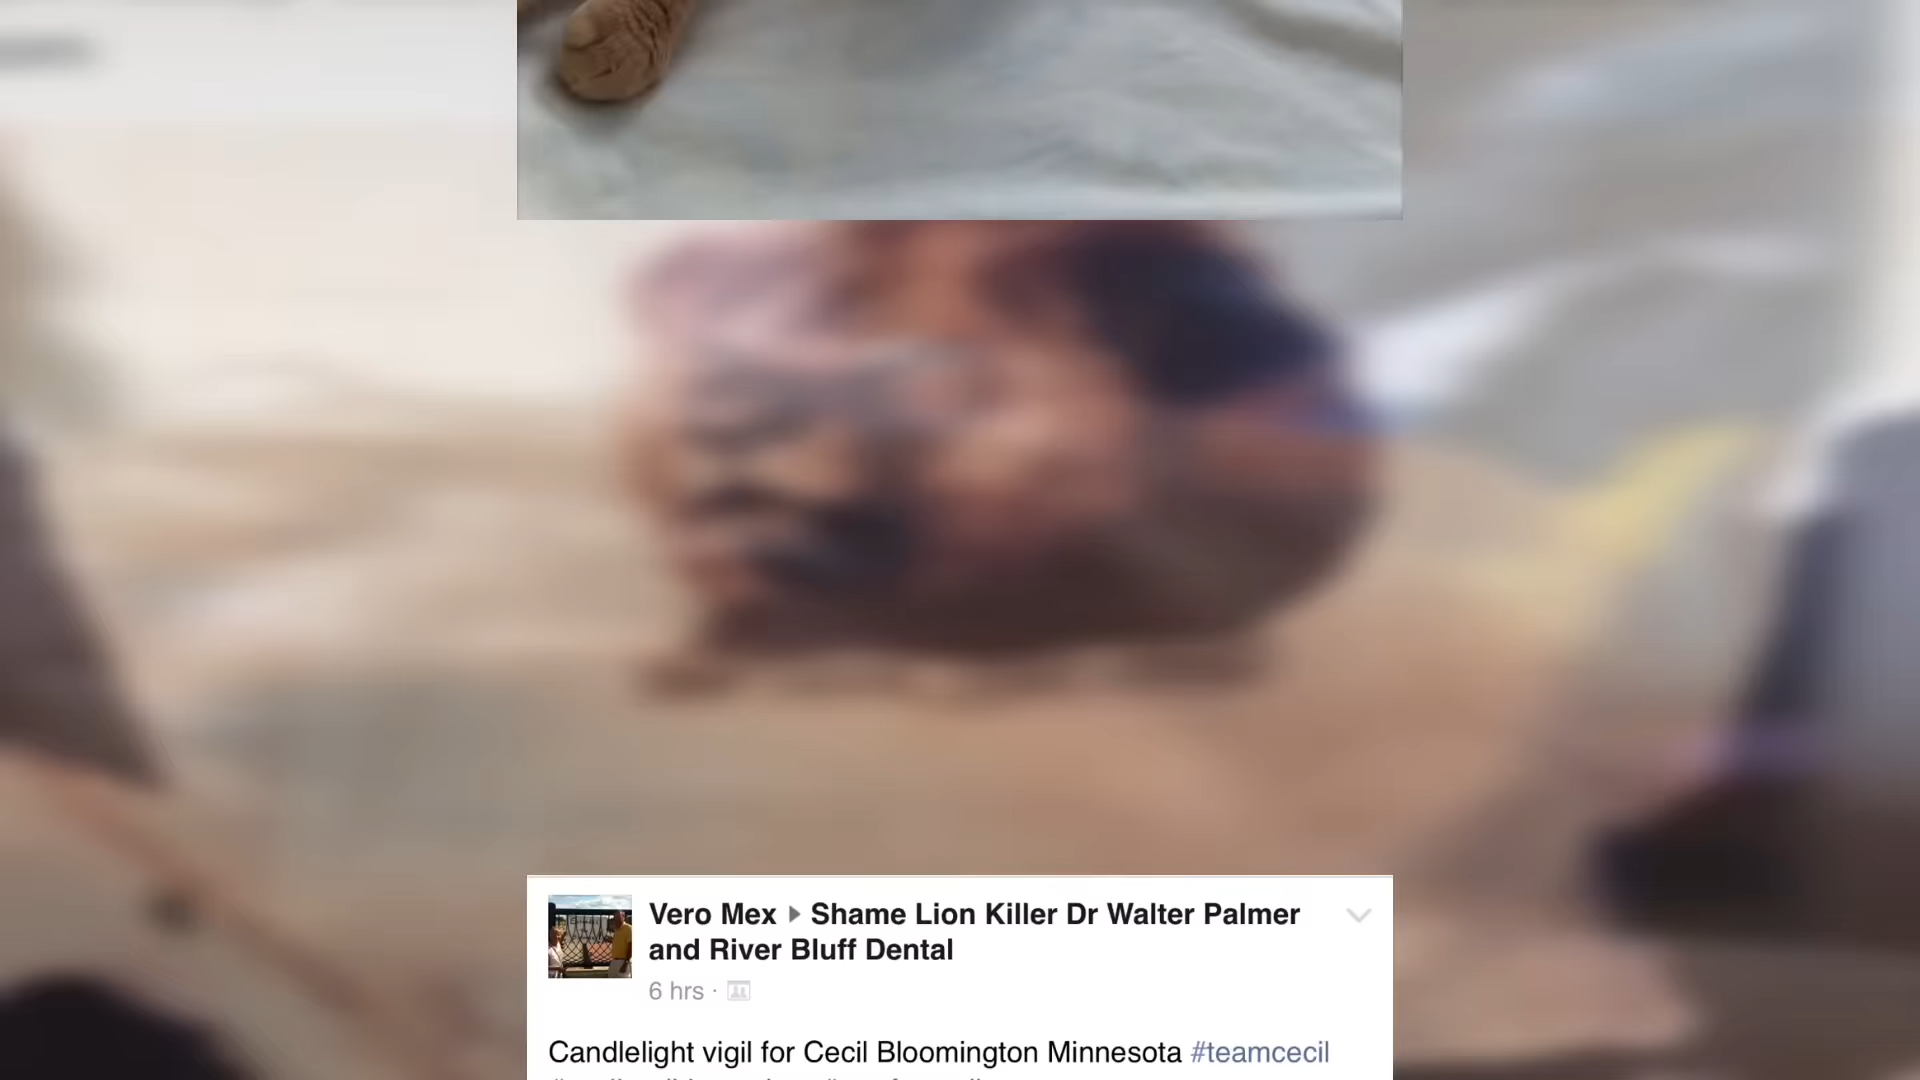 Vero Mex ▸ Shame Lion Killer Dr Walter Palmer
and River Bluff Dental
6 hrs ·
Candlelight vigil for Cecil Bloomington Minnesota #teamcecil